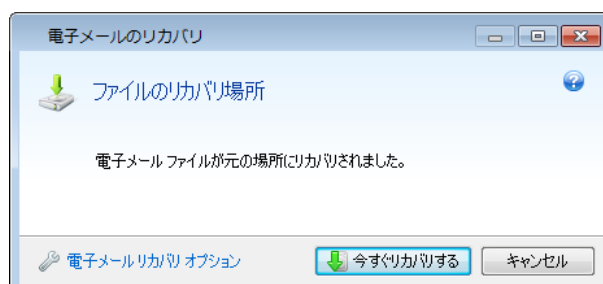 電子メールのリカバリ
ファイルのリカバリ場所
電子メール ファイルが元の場所にリカバリされました。
電子メール リカバリ オプション
今すぐリカバリする
キャンセル